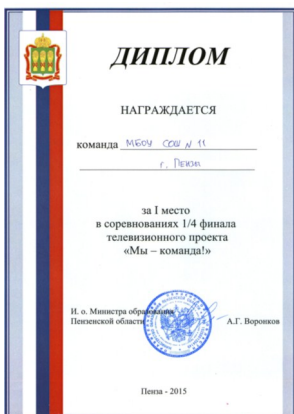 ДИПЛОМ
НАГРАЖДАЕТСЯ
команда МБОУ СОШ N 11
г. Пензы
за I место
в соревнованиях 1/4 финала
телевизионного проекта
«Мы – команда!»
И. о. Министра образования
Пензенской области А.Г. Воронков
Пенза - 2015